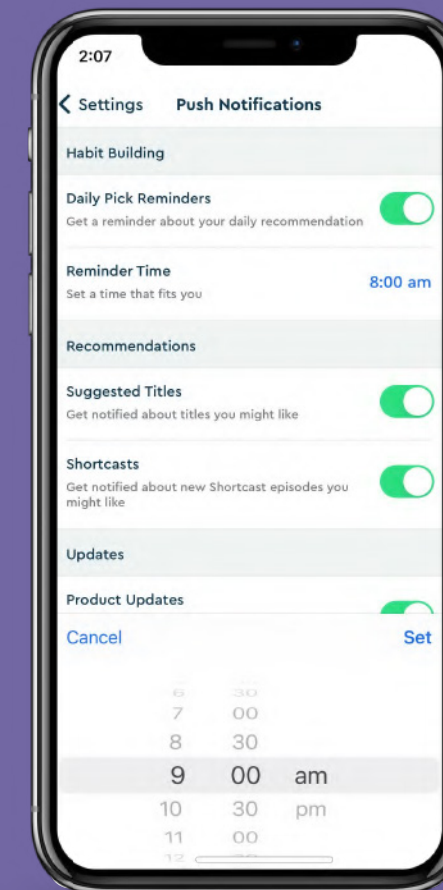 2:07
Settings Push Notifications
Habit Building
Daily Pick Reminders
Get a reminder about your daily recommendation
Reminder Time
8:00 am
Set a time that fits you
Recommendations
Suggested Titles
Get notified about titles you might like
Shortcasts
Get notified about new Shortcast episodes you
might like
Updates
Product Updates
Cancel Set
6 30
7 00
8 30
9 00 am
10 30 pm
11 00
12